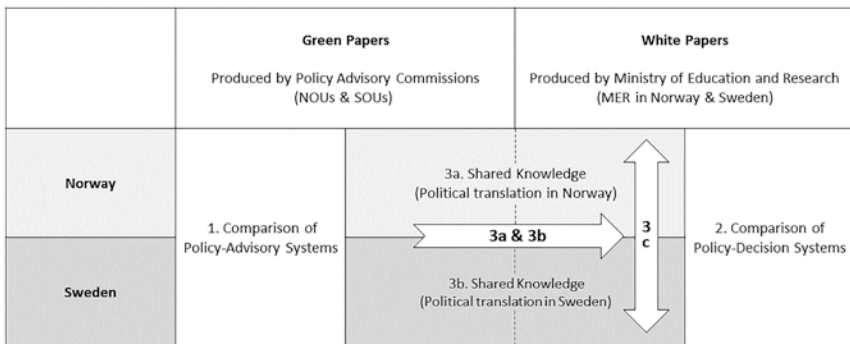 Green Papers
Produced by Policy Advisory Commissions
(NOUs & SOUs)
White Papers
Produced by Ministry of Education and Research
(MER in Norway & Sweden)
Norway
Sweden
1. Comparison of
Policy-Advisory Systems
3a. Shared Knowledge
(Political translation in Norway)
3a & 3b
3b. Shared Knowledge
(Political translation in Sweden)
3
c
2. Comparison of
Policy-Decision Systems